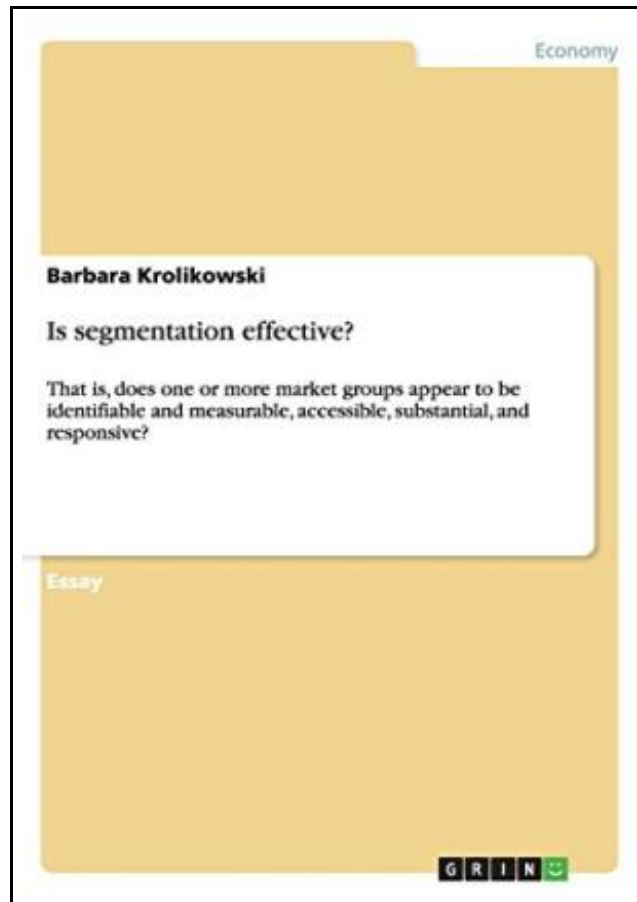 Economy
Barbara Krolikowski
Is segmentation effective?
That is, does one or more market groups appear to be
identifiable and measurable, accessible, substantial, and
responsive?
Essay
GRIN